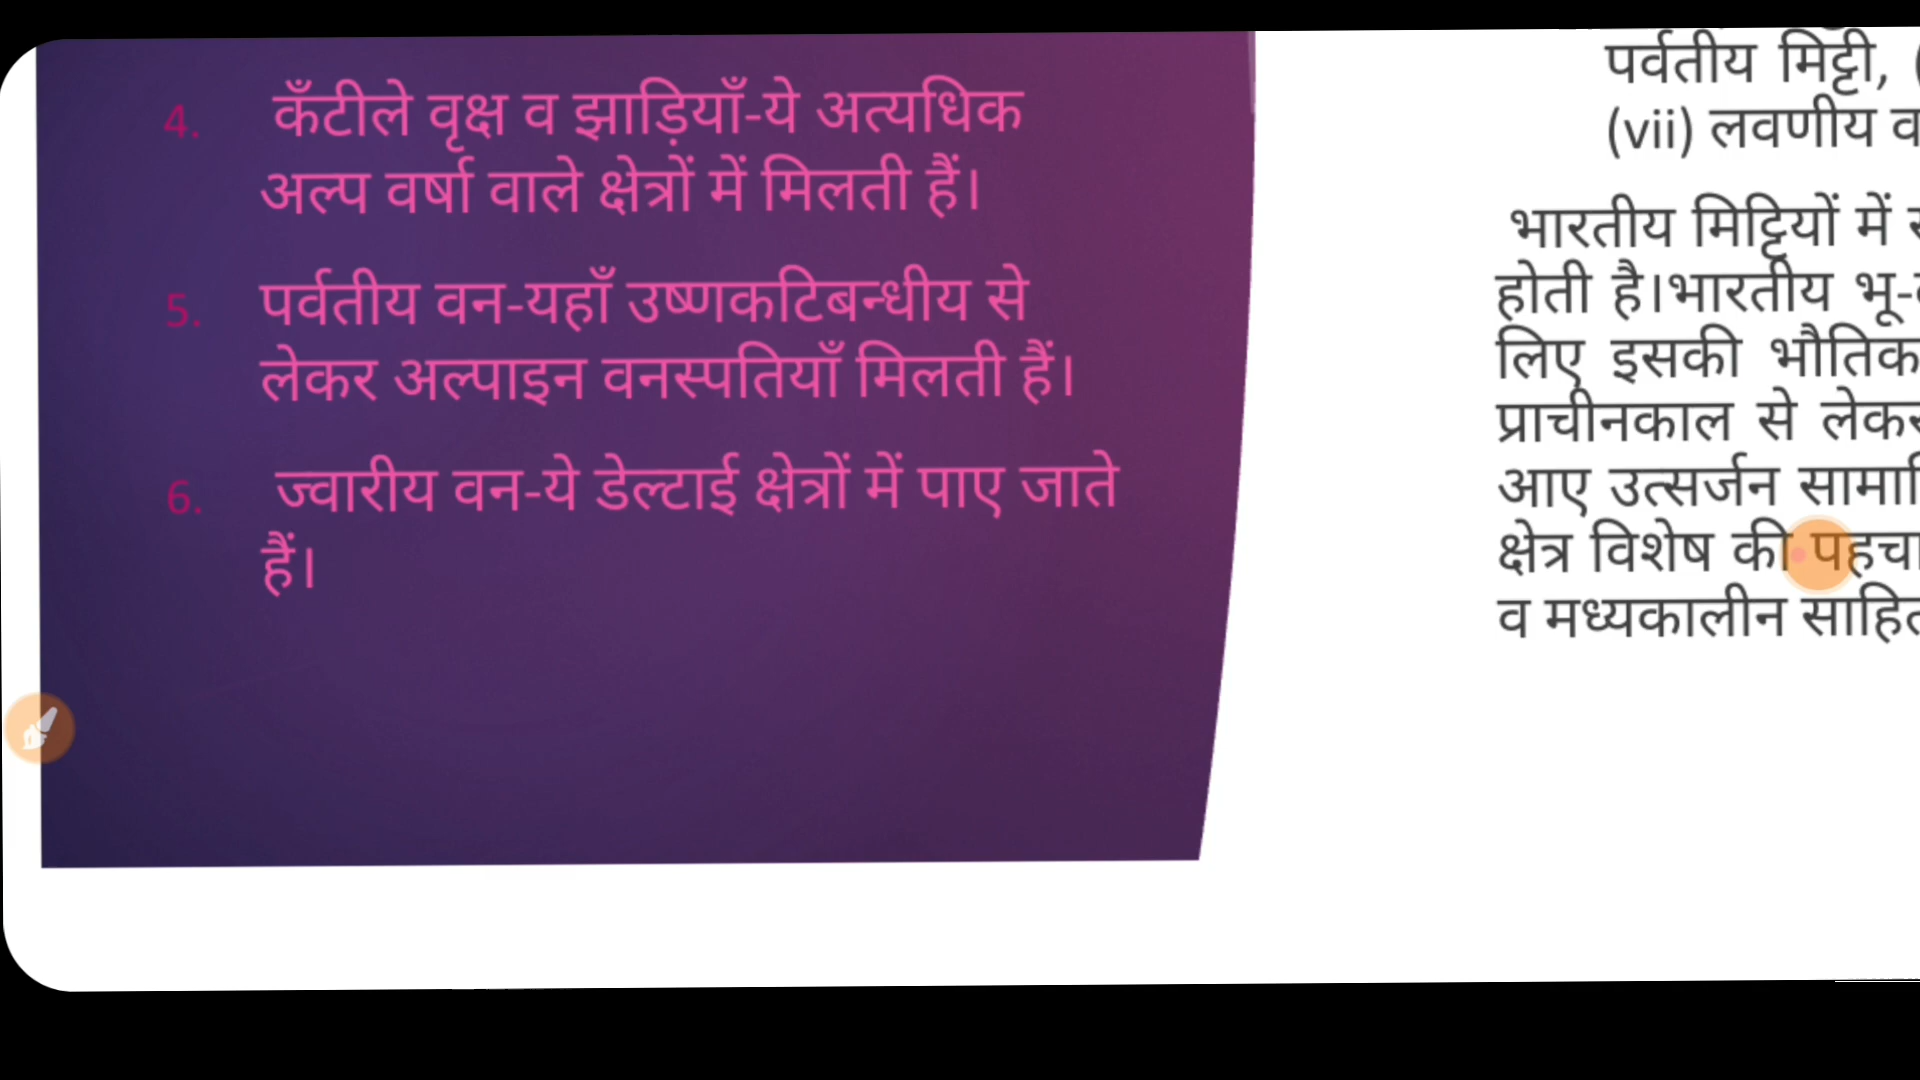 4. कँटीले वृक्ष व झाड़ियाँ-ये अत्यधिक
अल्प वर्षा वाले क्षेत्रों में मिलती हैं।
5. पर्वतीय वन-यहाँ उष्णकटिबन्धीय से
लेकर अल्पाइन वनस्पतियाँ मिलती हैं।
6. ज्वारीय वन-ये डेल्टाई क्षेत्रों में पाए जाते
हैं।
पर्वतीय मिट्टी, (
(vii) लवणीय व
भारतीय मिट्टियों में
होती है।भारतीय भू-
लिए इसकी भौतिक
प्राचीनकाल से
आए उत्सर्जन
क्षेत्र विशेष की
व मध्यकालीन